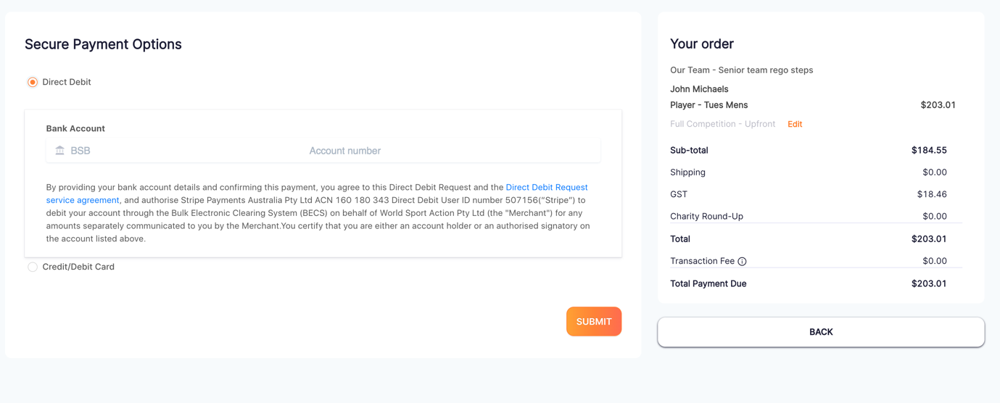 Secure Payment Options
Direct Debit
Bank Account
BSB
Account number
By providing your bank account details and confirming this payment, you agree to this Direct Debit Request and the Direct Debit Request
service agreement, and authorise Stripe Payments Australia Pty Ltd ACN 160 180 343 Direct Debit User ID number 507156(“Stripe”) to
debit your account through the Bulk Electronic Clearing System (BECS) on behalf of World Sport Action Pty Ltd (the "Merchant") for any
amounts separately communicated to you by the Merchant.You certify that you are either an account holder or an authorised signatory on
the account listed above.
Credit/Debit Card
SUBMIT
Your order
Our Team - Senior team rego steps
John Michaels
Player - Tues Mens $203.01
Full Competition - Upfront Edit
Sub-total $184.55
Shipping $0.00
GST $18.46
Charity Round-Up $0.00
Total $203.01
Transaction Fee $0.00
Total Payment Due $203.01
BACK